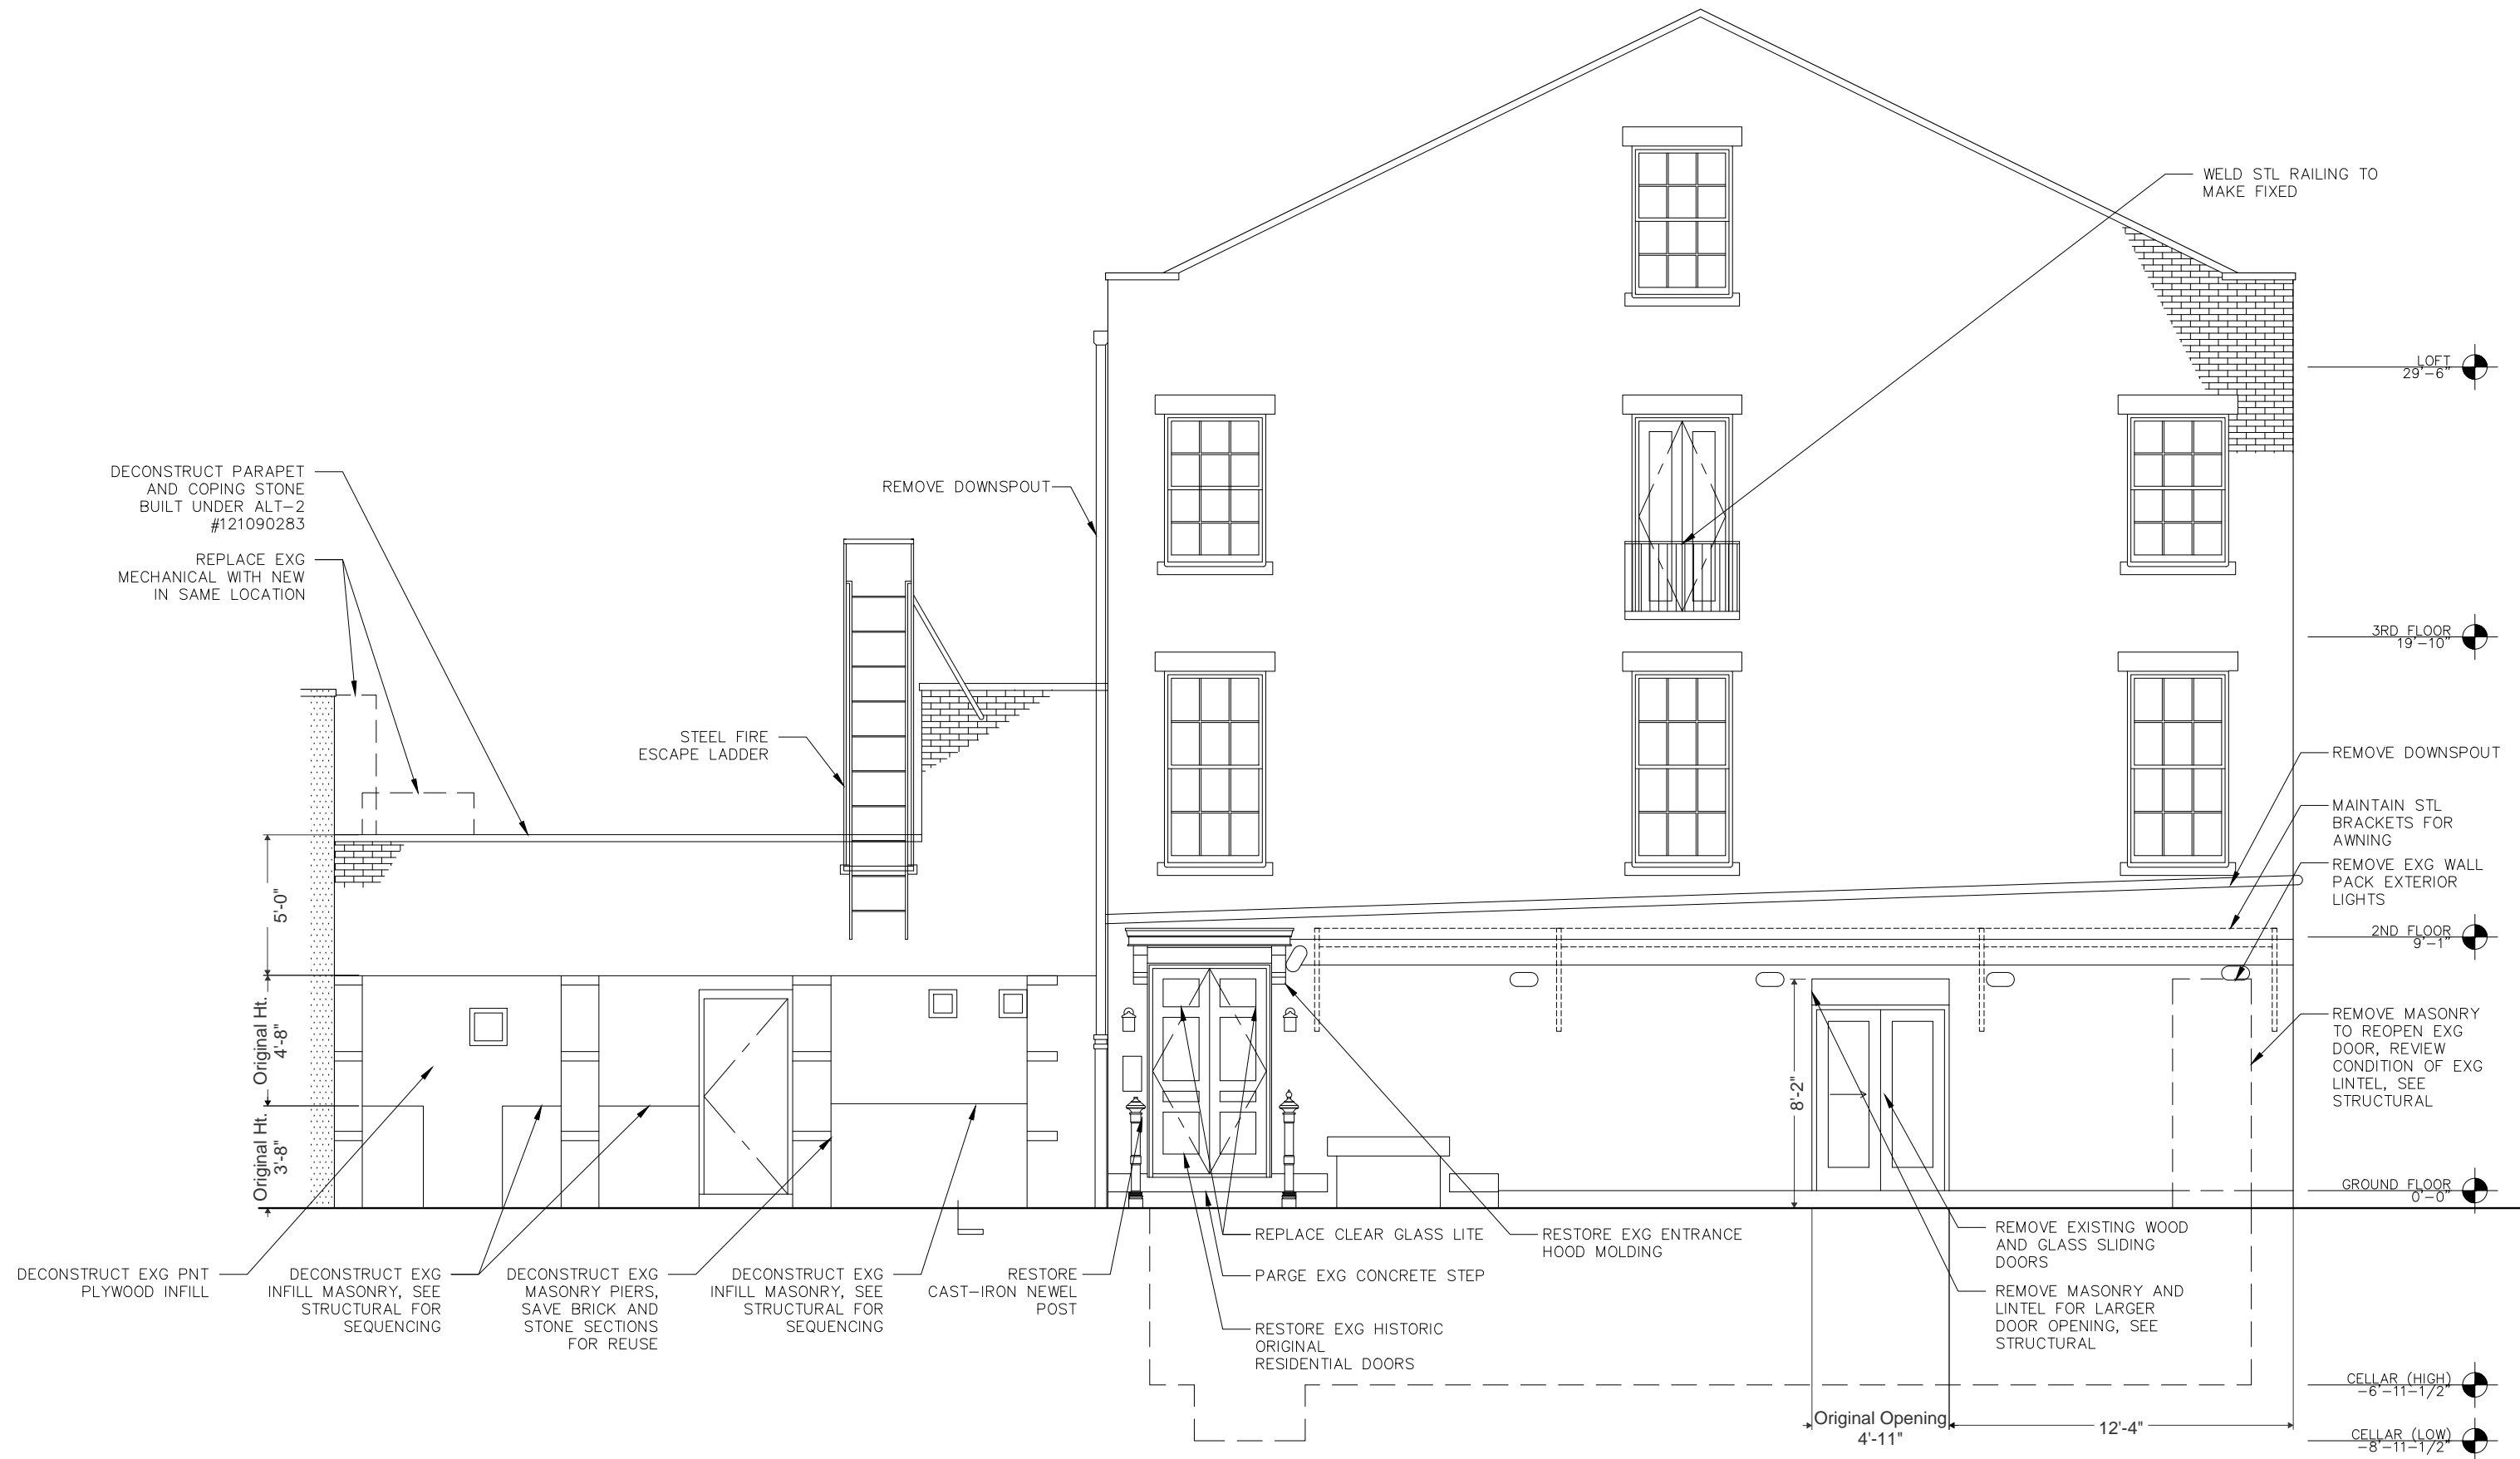 WELD STL RAILING TO
MAKE FIXED
LOFT
29'-6"
DECONSTRUCT PARAPET
AND COPING STONE
BUILT UNDER ALT-2
#121090283
REMOVE DOWNSPOUT
REPLACE EXG
MECHANICAL WITH NEW
IN SAME LOCATION
3RD FLOOR
19'-10"
STEEL FIRE
ESCAPE LADDER
REMOVE DOWNSPOUT
MAINTAIN STL
BRACKETS FOR
AWNING
REMOVE EXG WALL
PACK EXTERIOR
LIGHTS
5'-0"
2ND FLOOR
9'-1"
Original Ht.
4'-8"
REMOVE MASONRY
TO REOPEN EXG
DOOR, REVIEW
CONDITION OF EXG
LINTEL, SEE
STRUCTURAL
8'-2"
Original Ht.
3'-8"
GROUND FLOOR
0'-0"
DECONSTRUCT EXG PNT
PLYWOOD INFILL
DECONSTRUCT EXG
INFILL MASONRY, SEE
STRUCTURAL FOR
SEQUENCING
DECONSTRUCT EXG
MASONRY PIERS,
SAVE BRICK AND
STONE SECTIONS
FOR REUSE
DECONSTRUCT EXG
INFILL MASONRY, SEE
STRUCTURAL FOR
SEQUENCING
RESTORE
CAST-IRON NEWEL
POST
REPLACE CLEAR GLASS LITE
PARGE EXG CONCRETE STEP
RESTORE EXG HISTORIC
ORIGINAL
RESIDENTIAL DOORS
RESTORE EXG ENTRANCE
HOOD MOLDING
REMOVE EXISTING WOOD
AND GLASS SLIDING
DOORS
REMOVE MASONRY AND
LINTEL FOR LARGER
DOOR OPENING, SEE
STRUCTURAL
CELLAR (HIGH)
-6'-11-1/2"
Original Opening
4'-11"
12'-4"
CELLAR (LOW)
-8'-11-1/2"